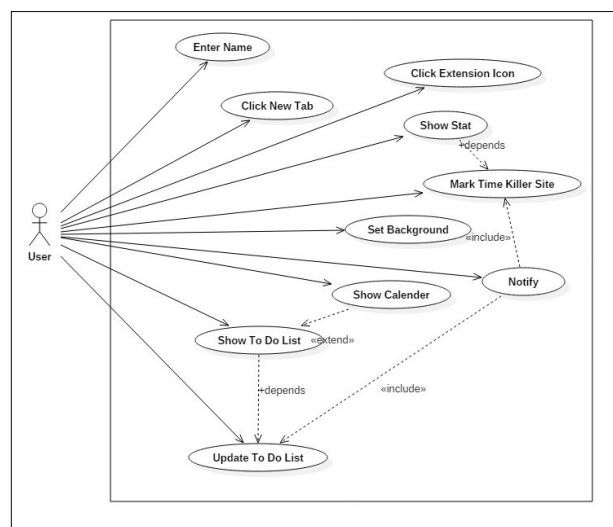 Enter Name
Click Extension Icon
Click New Tab
Show Stat
+depends
Mark Time Killer Site
User
Set Background
«include»
Notify
Show Calender
Show To Do List
«extend»
+depends
«include»
Update To Do List